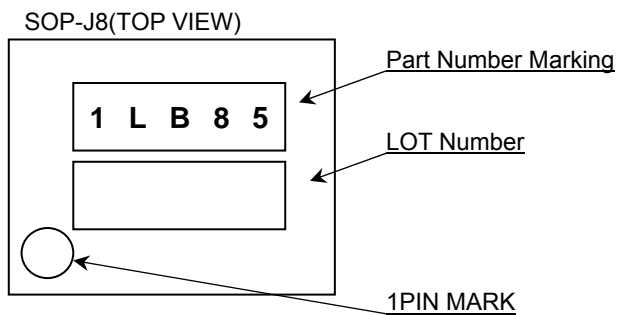 SOP-J8(TOP VIEW)
Part Number Marking
1 L B 8 5
LOT Number
1PIN MARK